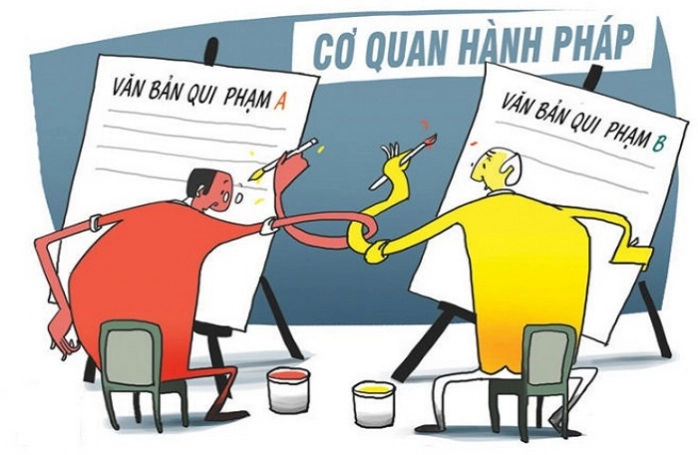 CƠ QUAN HÀNH PHÁP
VĂN BẢN QUI PHẠM A
VĂN BẢN QUI PHẠM B